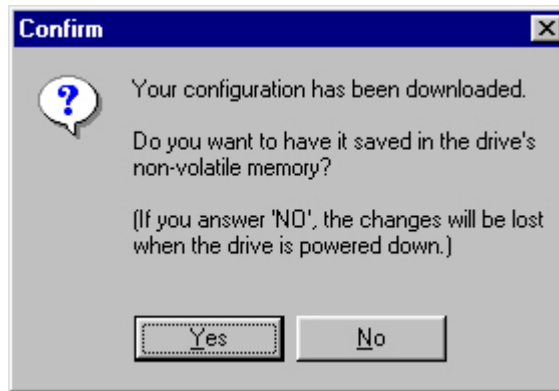 Confirm
Your configuration has been downloaded.
Do you want to have it saved in the drive's
non-volatile memory?
(If you answer 'NO', the changes will be lost
when the drive is powered down.)
Yes
No